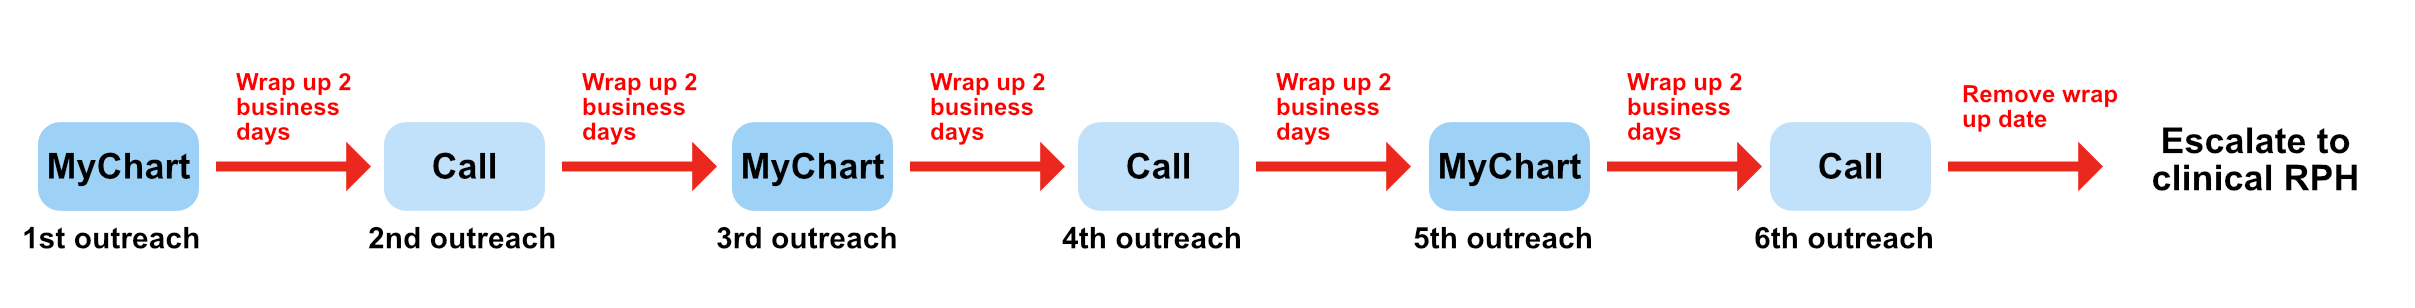 Wrap up 2
business
days
Wrap up 2
business
days
Wrap up 2
business
days
Wrap up 2
business
days
Wrap up 2
business
days
Remove wrap
up date
MyChart
Call
MyChart
Call
MyChart
Call
Escalate to
clinical RPH
1st outreach
2nd outreach
3rd outreach
4th outreach
5th outreach
6th outreach